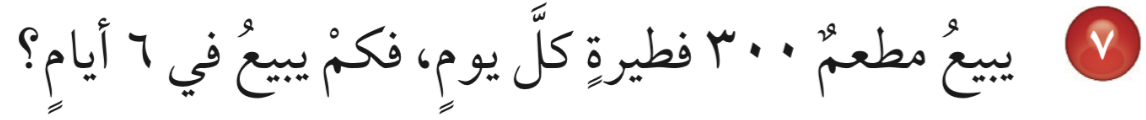 ٧ يبيعُ مطعمٌ ٣٠٠ فطيرةٍ كلَّ يومٍ، فكمْ يبيعُ في ٦ أيامٍ؟